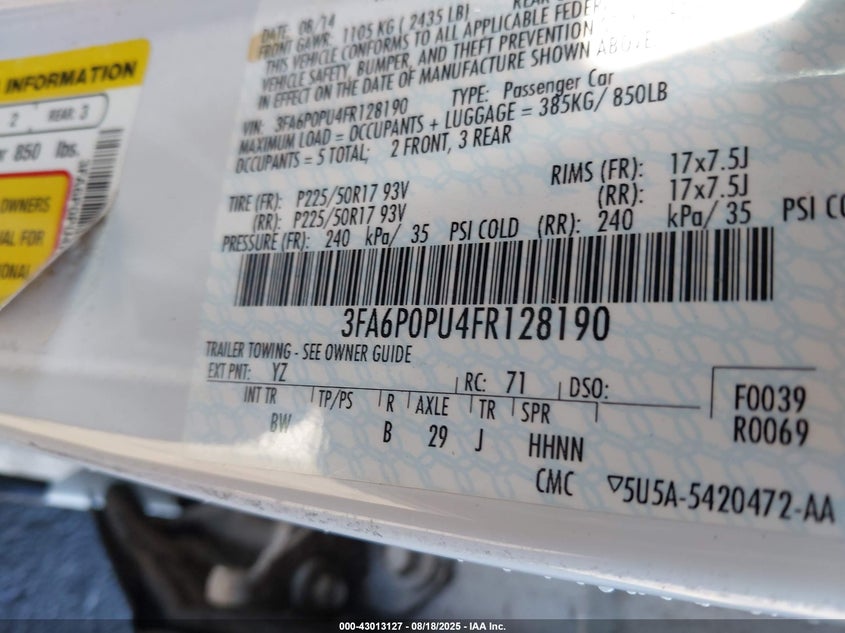 INFORMATION
2 REAR: 3
850 lbs.
OWNERS
FOR
DATE: 08/14
FRONT GAWR: 1105 KG ( 2435 LB)
THIS VEHICLE CONFORMS TO ALL APPLICABLE
VEHICLE SAFETY, BUMPER, AND THEFT PREVENTION
IN EFFECT ON THE DATE OF MANUFACTURE SHOWN ABOVE.
VIN: 3FA6P0PU4FR128190 TYPE: Passenger Car
MAXIMUM LOAD = OCCUPANTS + LUGGAGE = 385KG/ 850LB
OCCUPANTS = 5 TOTAL; 2 FRONT, 3 REAR
TIRE (FR): P225/50R17 93V RIMS (FR): 17x7.5J
(RR): P225/50R17 93V (RR): 17x7.5J
PRESSURE (FR): 240 kPa/ 35 PSI COLD (RR): 240 kPa/ 35 PSI
3FA6P0PU4FR128190
TRAILER TOWING - SEE OWNER GUIDE
EXT PNT: YZ RC: 71 DSO:
INT TR TP/PS R AXLE TR SPR
BW B 29 J HHNN
F0039
R0069
CMC ▽5U5A-5420472-AA
000-43013127 - 08/18/2025 - IAA Inc.